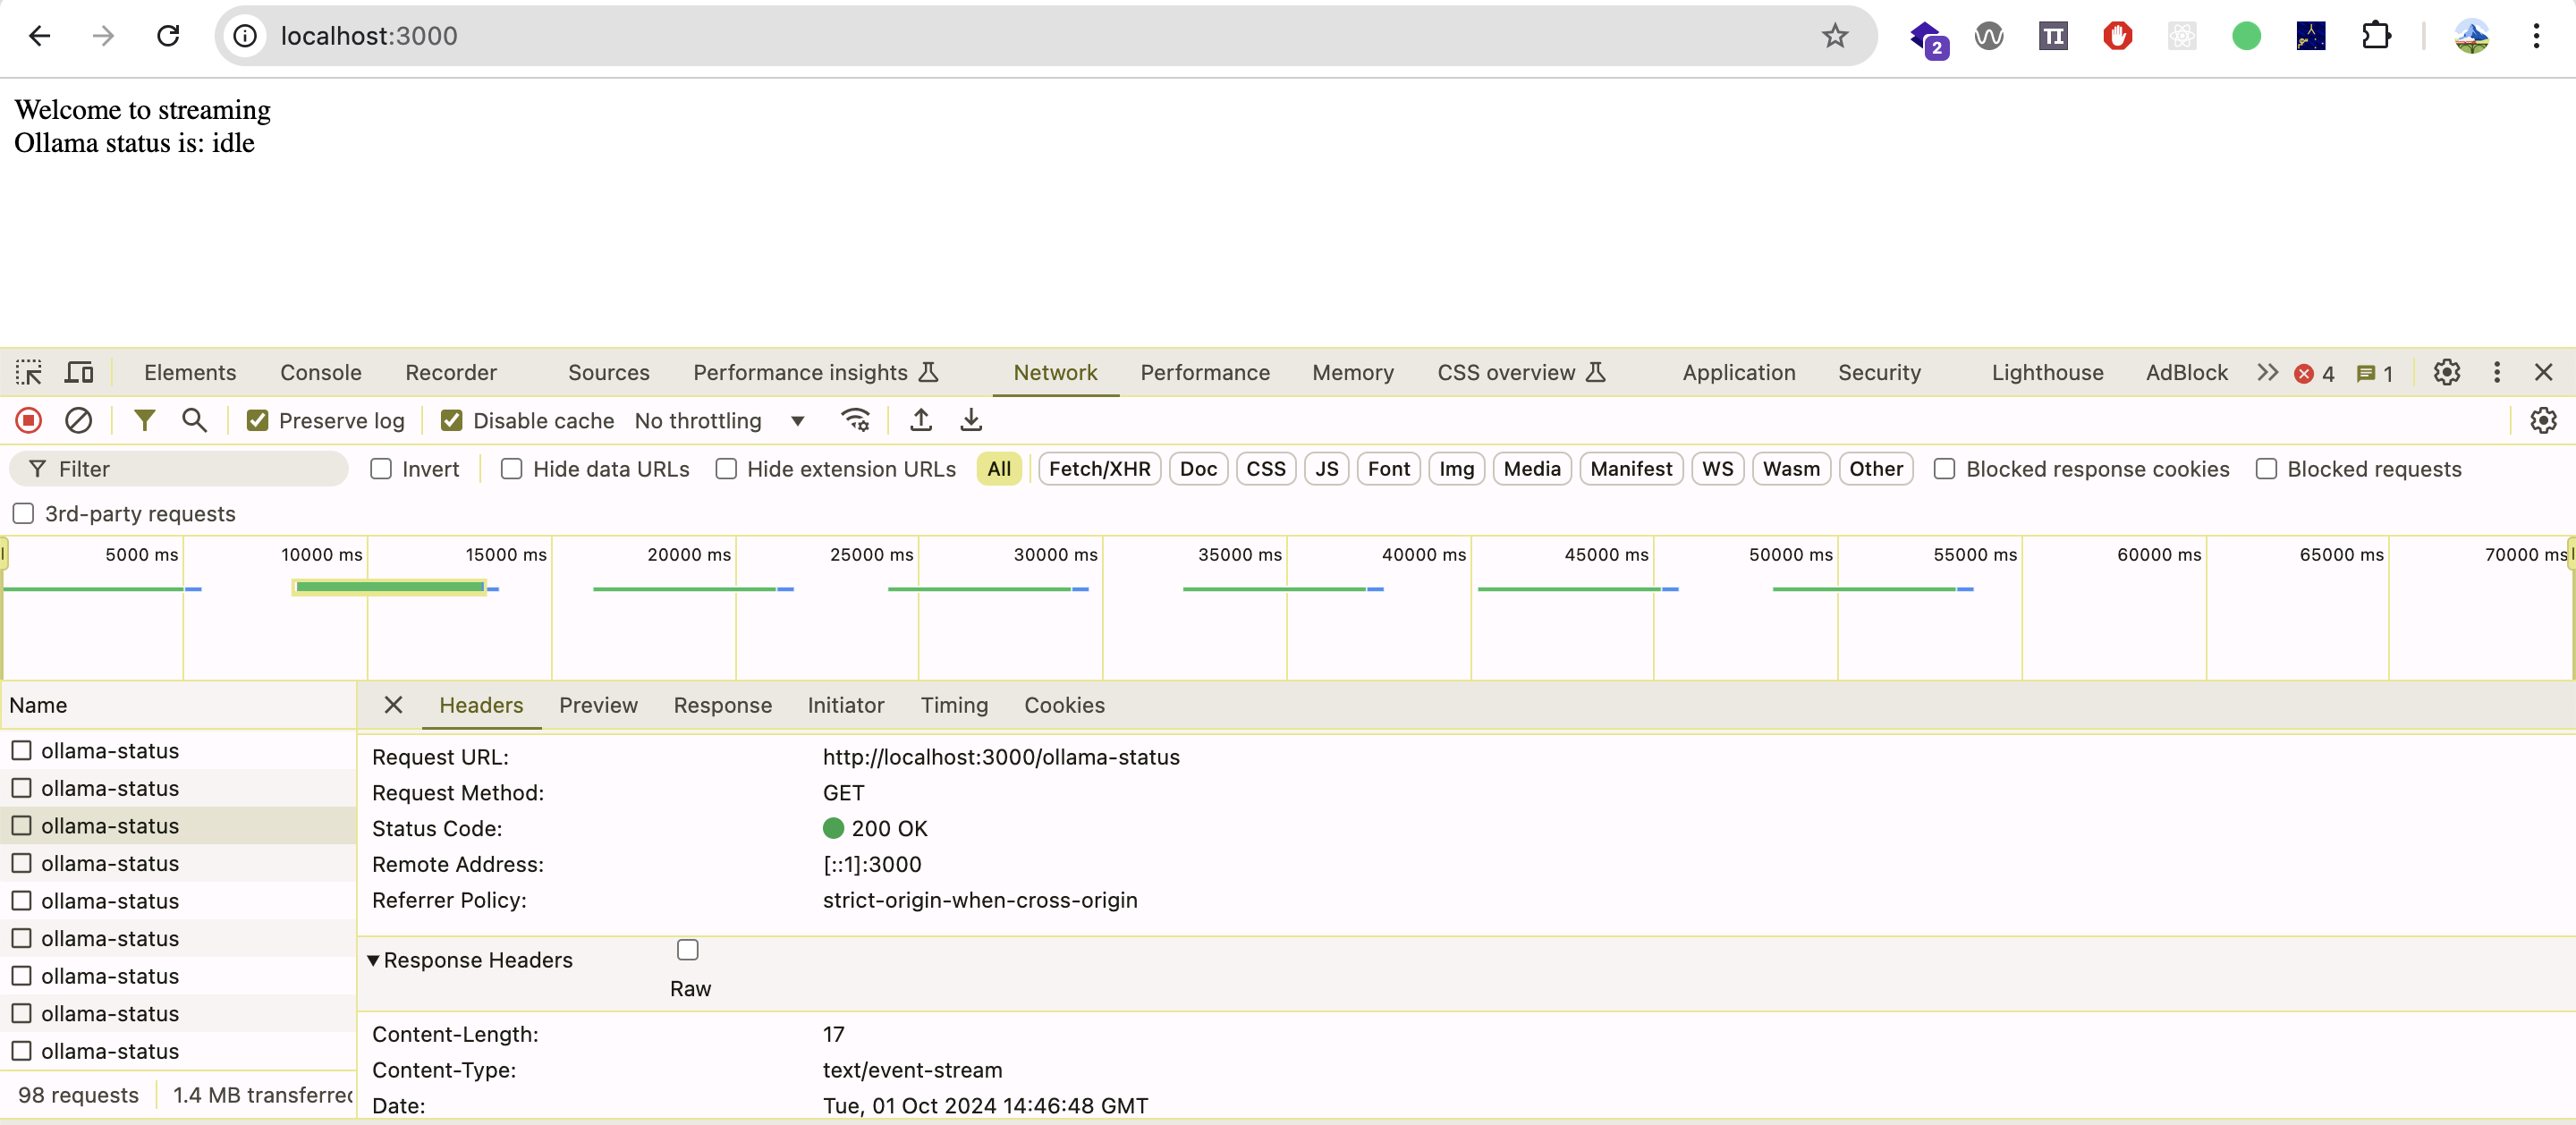 localhost:3000
2
TI
Welcome to streaming
Ollama status is: idle
Elements Console Recorder Sources Performance insights Network Performance Memory CSS overview Application Security Lighthouse AdBlock 4 1
Preserve log Disable cache No throttling
Filter Invert Hide data URLs Hide extension URLs All Fetch/XHR Doc CSS JS Font Img Media Manifest WS Wasm Other Blocked response cookies Blocked requests
3rd-party requests
5000 ms 10000 ms 15000 ms 20000 ms 25000 ms 30000 ms 35000 ms 40000 ms 45000 ms 50000 ms 55000 ms 60000 ms 65000 ms 70000 ms
Name Headers Preview Response Initiator Timing Cookies
ollama-status
ollama-status
ollama-status
ollama-status
ollama-status
ollama-status
ollama-status
ollama-status
ollama-status
98 requests 1.4 MB transferred
Request URL: http://localhost:3000/ollama-status
Request Method: GET
Status Code: 200 OK
Remote Address: [::1]:3000
Referrer Policy: strict-origin-when-cross-origin
Response Headers Raw
Content-Length: 17
Content-Type: text/event-stream
Date: Tue, 01 Oct 2024 14:46:48 GMT